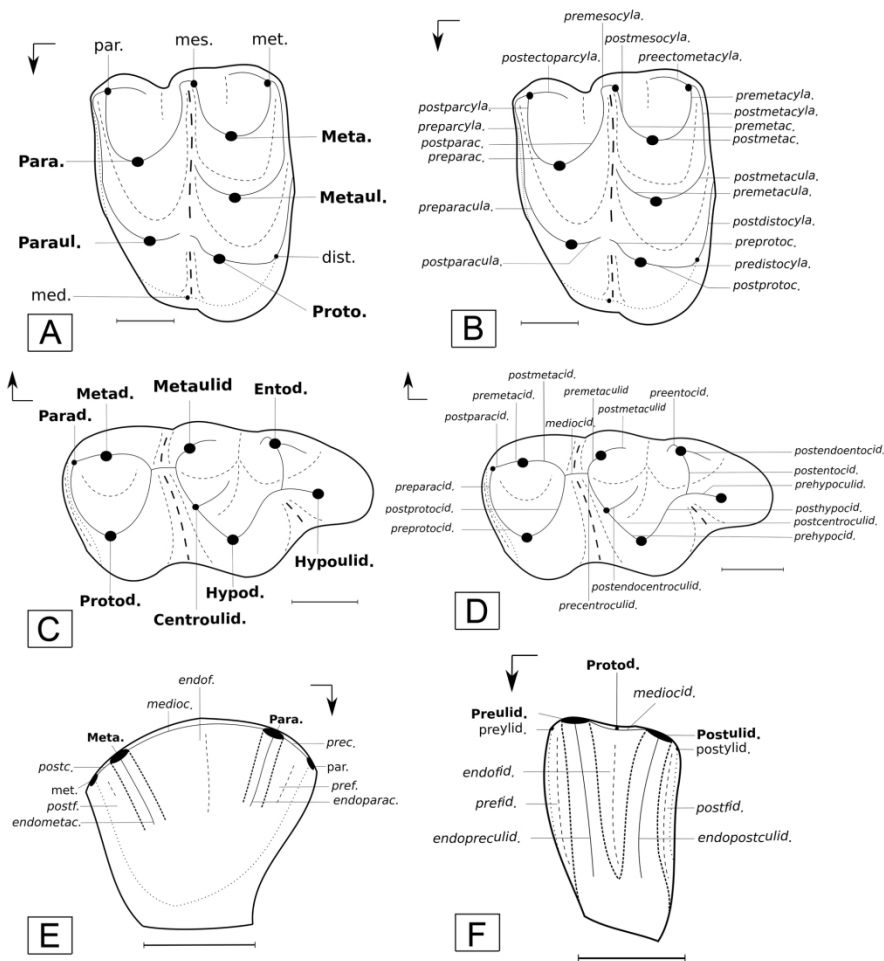 par.
mes.
met.
Para.
Meta.
Metaul.
Paraul.
dist.
med.
Proto.
A
premesocyla.
postmesocyla.
postectoparcyla.
preectometacyla.
postparcyla.
preparcyla.
postparac.
preparac.
preparacula.
postparacula.
premetacyla.
postmetacyla.
premetac.
postmetac.
postmetacula.
premetacula.
postdistocyla.
preprotoc.
predistocyla.
postprotoc.
B
Parad.
Metad.
Metaulid
Entod.
Protod.
Centroulid.
Hypod.
Hypoulid.
C
postmetacid.
premetacid.
premetaculid
postparacid.
mediocid.
postmetaculid
preentocid.
preparacid.
postprotocid.
preprotocid.
postendoentocid.
postentocid.
prehypoculid.
posthypocid.
postcentroculid.
prehypocid.
postendocentroculid.
precentroculid.
D
endof.
medioc.
Meta.
Para.
postc.
prec.
met.
par.
postf.
pref.
endometac.
endoparac.
E
Protod.
mediocid.
Preulid.
preylid.
Postulid.
postylid.
endofid.
prefid.
postfid.
endopreculid.
endopostculid.
F